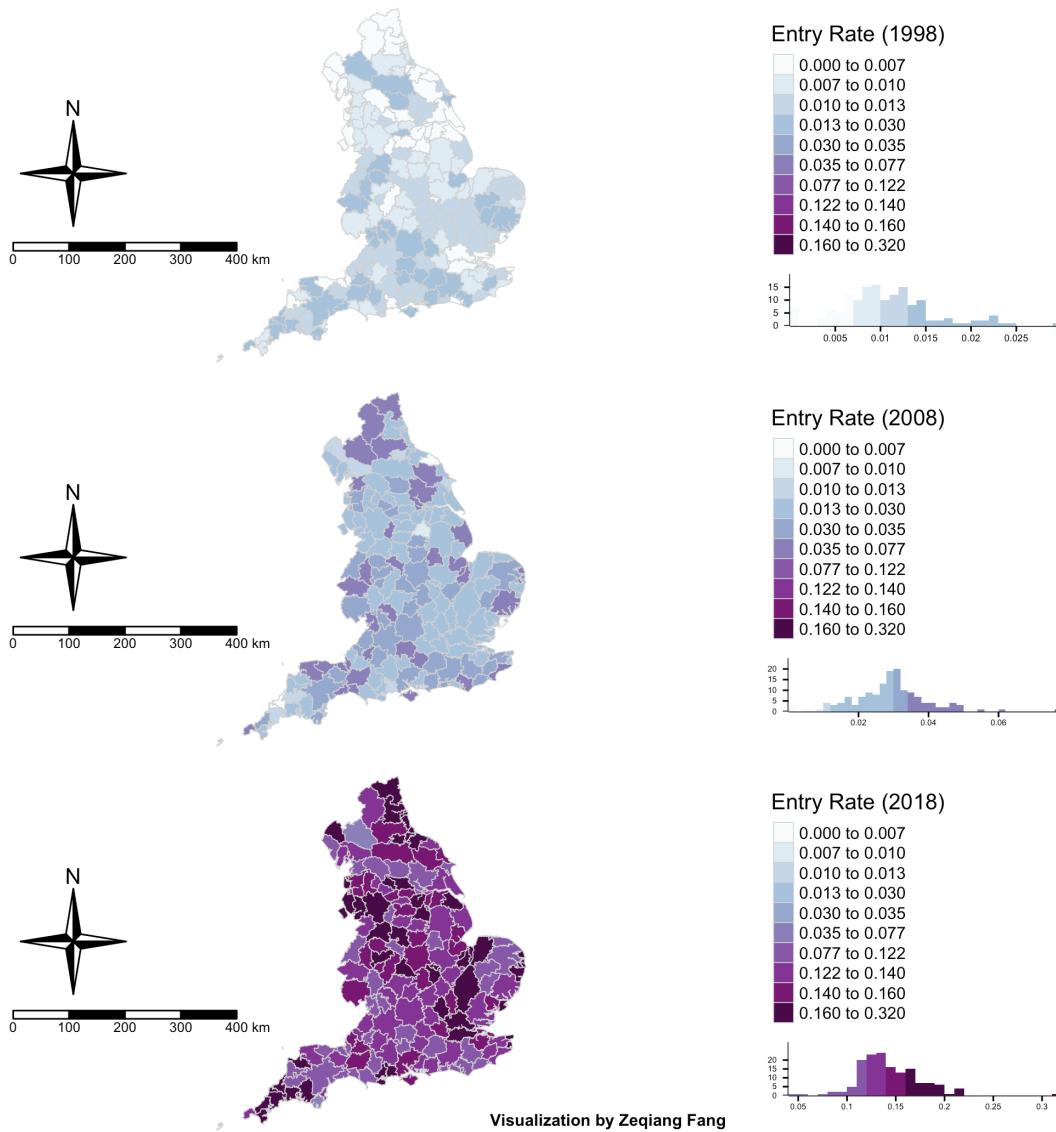 Entry Rate (1998)
0.000 to 0.007
0.007 to 0.010
0.010 to 0.013
0.013 to 0.030
0.030 to 0.035
0.035 to 0.077
0.077 to 0.122
0.122 to 0.140
0.140 to 0.160
0.160 to 0.320
N
0 100 200 300 400 km
15
10
5
0
0.005 0.01 0.015 0.02 0.025
Entry Rate (2008)
0.000 to 0.007
0.007 to 0.010
0.010 to 0.013
0.013 to 0.030
0.030 to 0.035
0.035 to 0.077
0.077 to 0.122
0.122 to 0.140
0.140 to 0.160
0.160 to 0.320
N
0 100 200 300 400 km
20
15
10
5
0
0.02 0.04 0.06
Entry Rate (2018)
0.000 to 0.007
0.007 to 0.010
0.010 to 0.013
0.013 to 0.030
0.030 to 0.035
0.035 to 0.077
0.077 to 0.122
0.122 to 0.140
0.140 to 0.160
0.160 to 0.320
N
0 100 200 300 400 km
20
15
10
5
0
0.05 0.1 0.15 0.2 0.25 0.3
Visualization by Zeqiang Fang